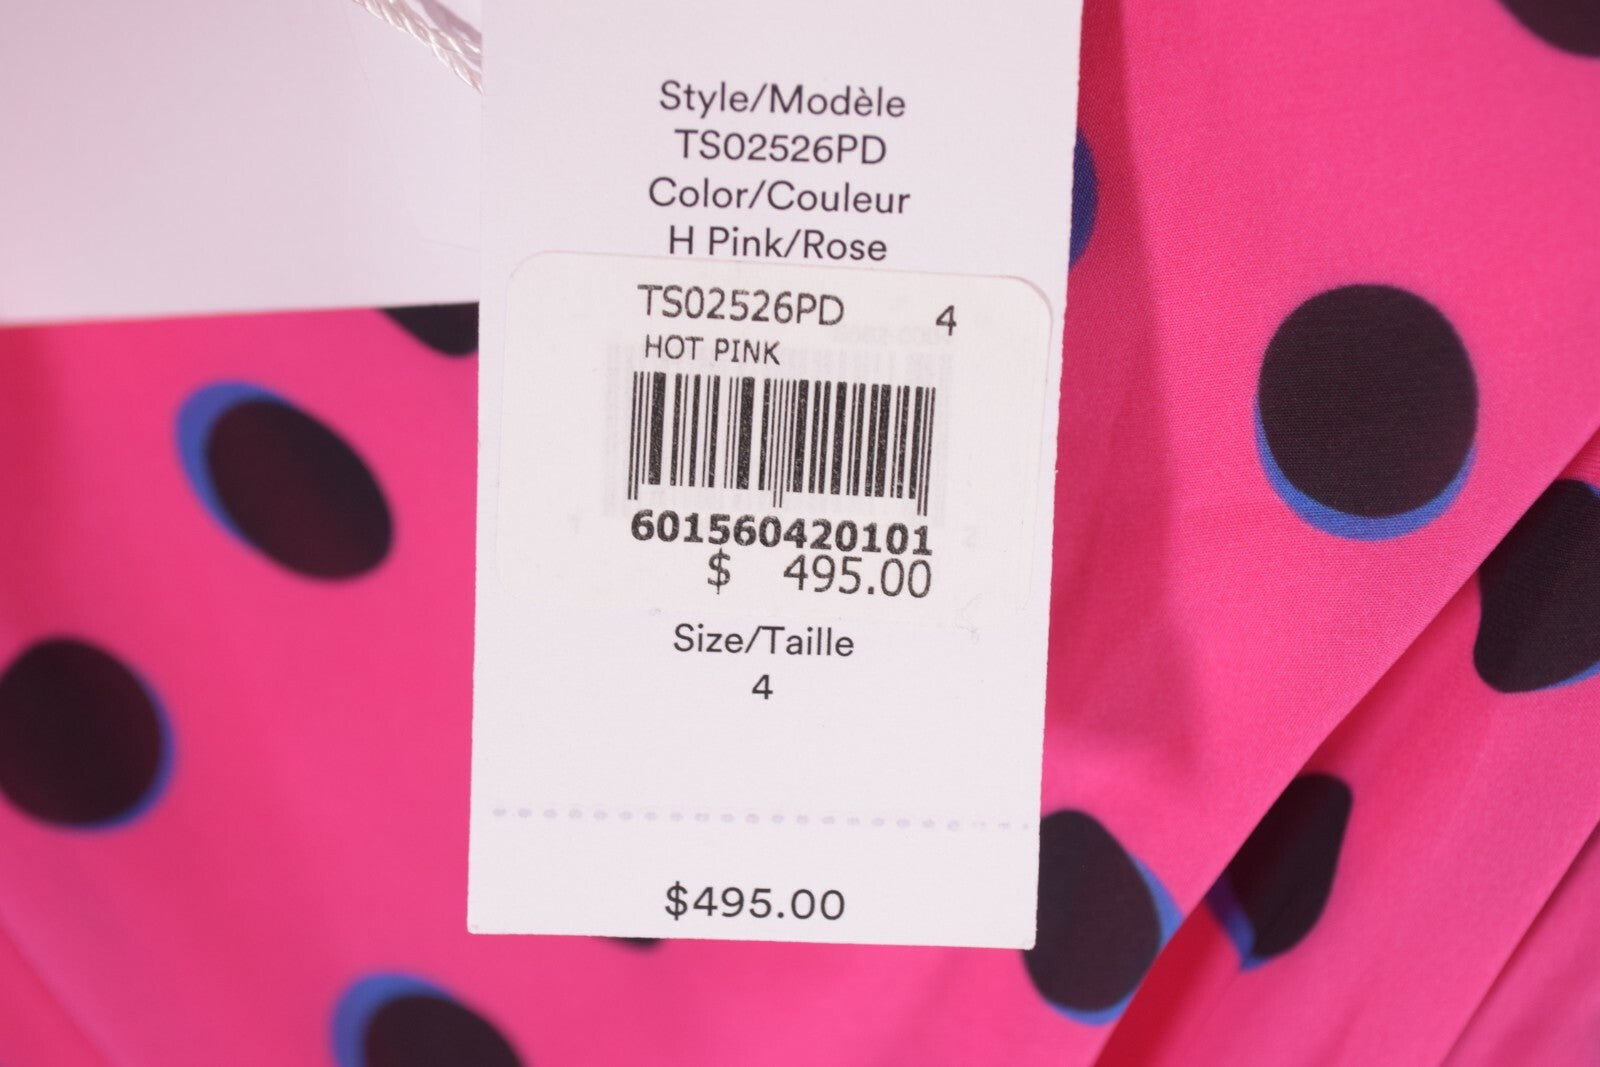 Style/Modèle
TS02526PD
Color/Couleur
H Pink/Rose
TS02526PD 4
HOT PINK
601560420101
$ 495.00
Size/Taille
4
$495.00